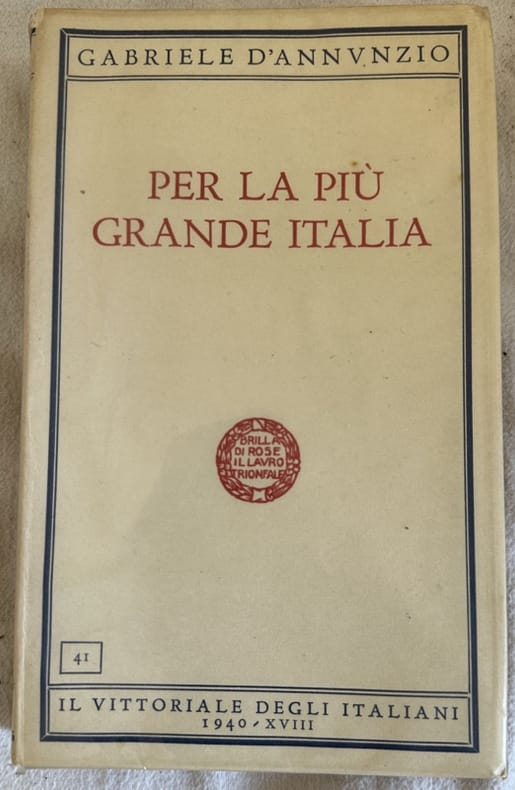 GABRIELE D'ANNVNZIO
PER LA PIÙ
GRANDE ITALIA
BRILLA
DI ROSE
IL LAVRO
TRIONFALE
41
IL VITTORIALE DEGLI ITALIANI
1940-XVIII